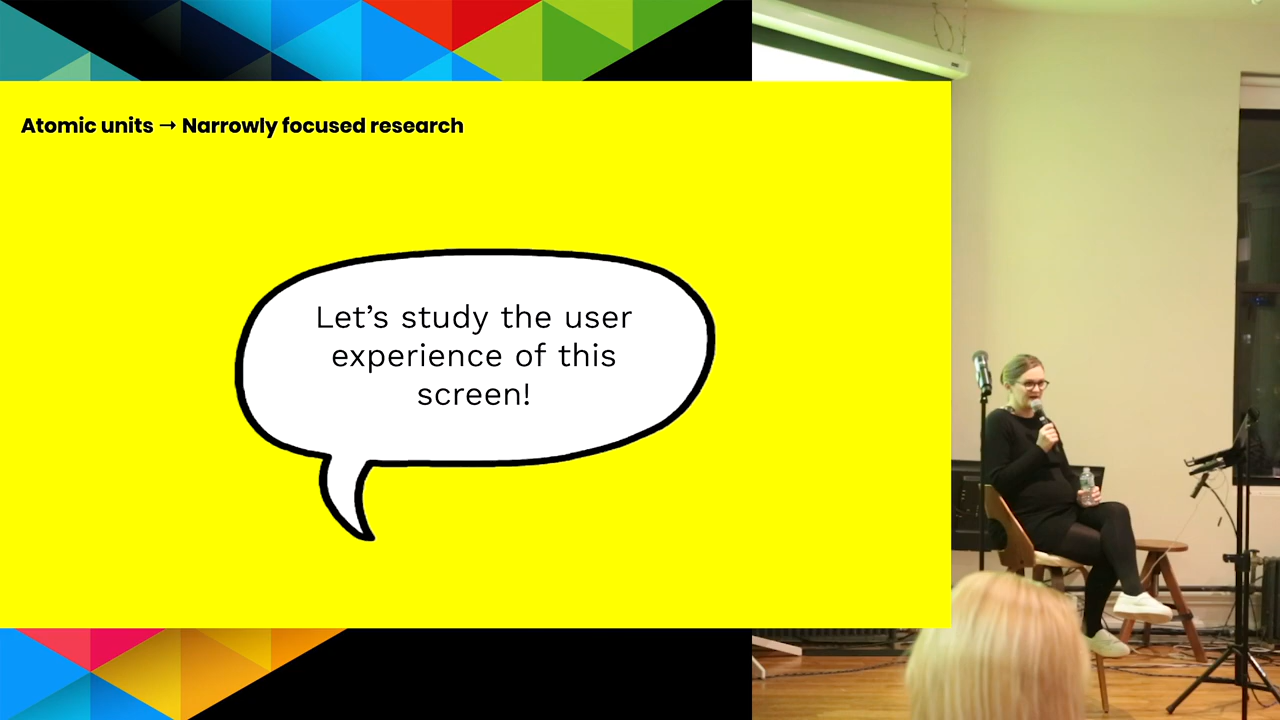 Atomic units → Narrowly focused research
Let's study the user
experience of this
screen!